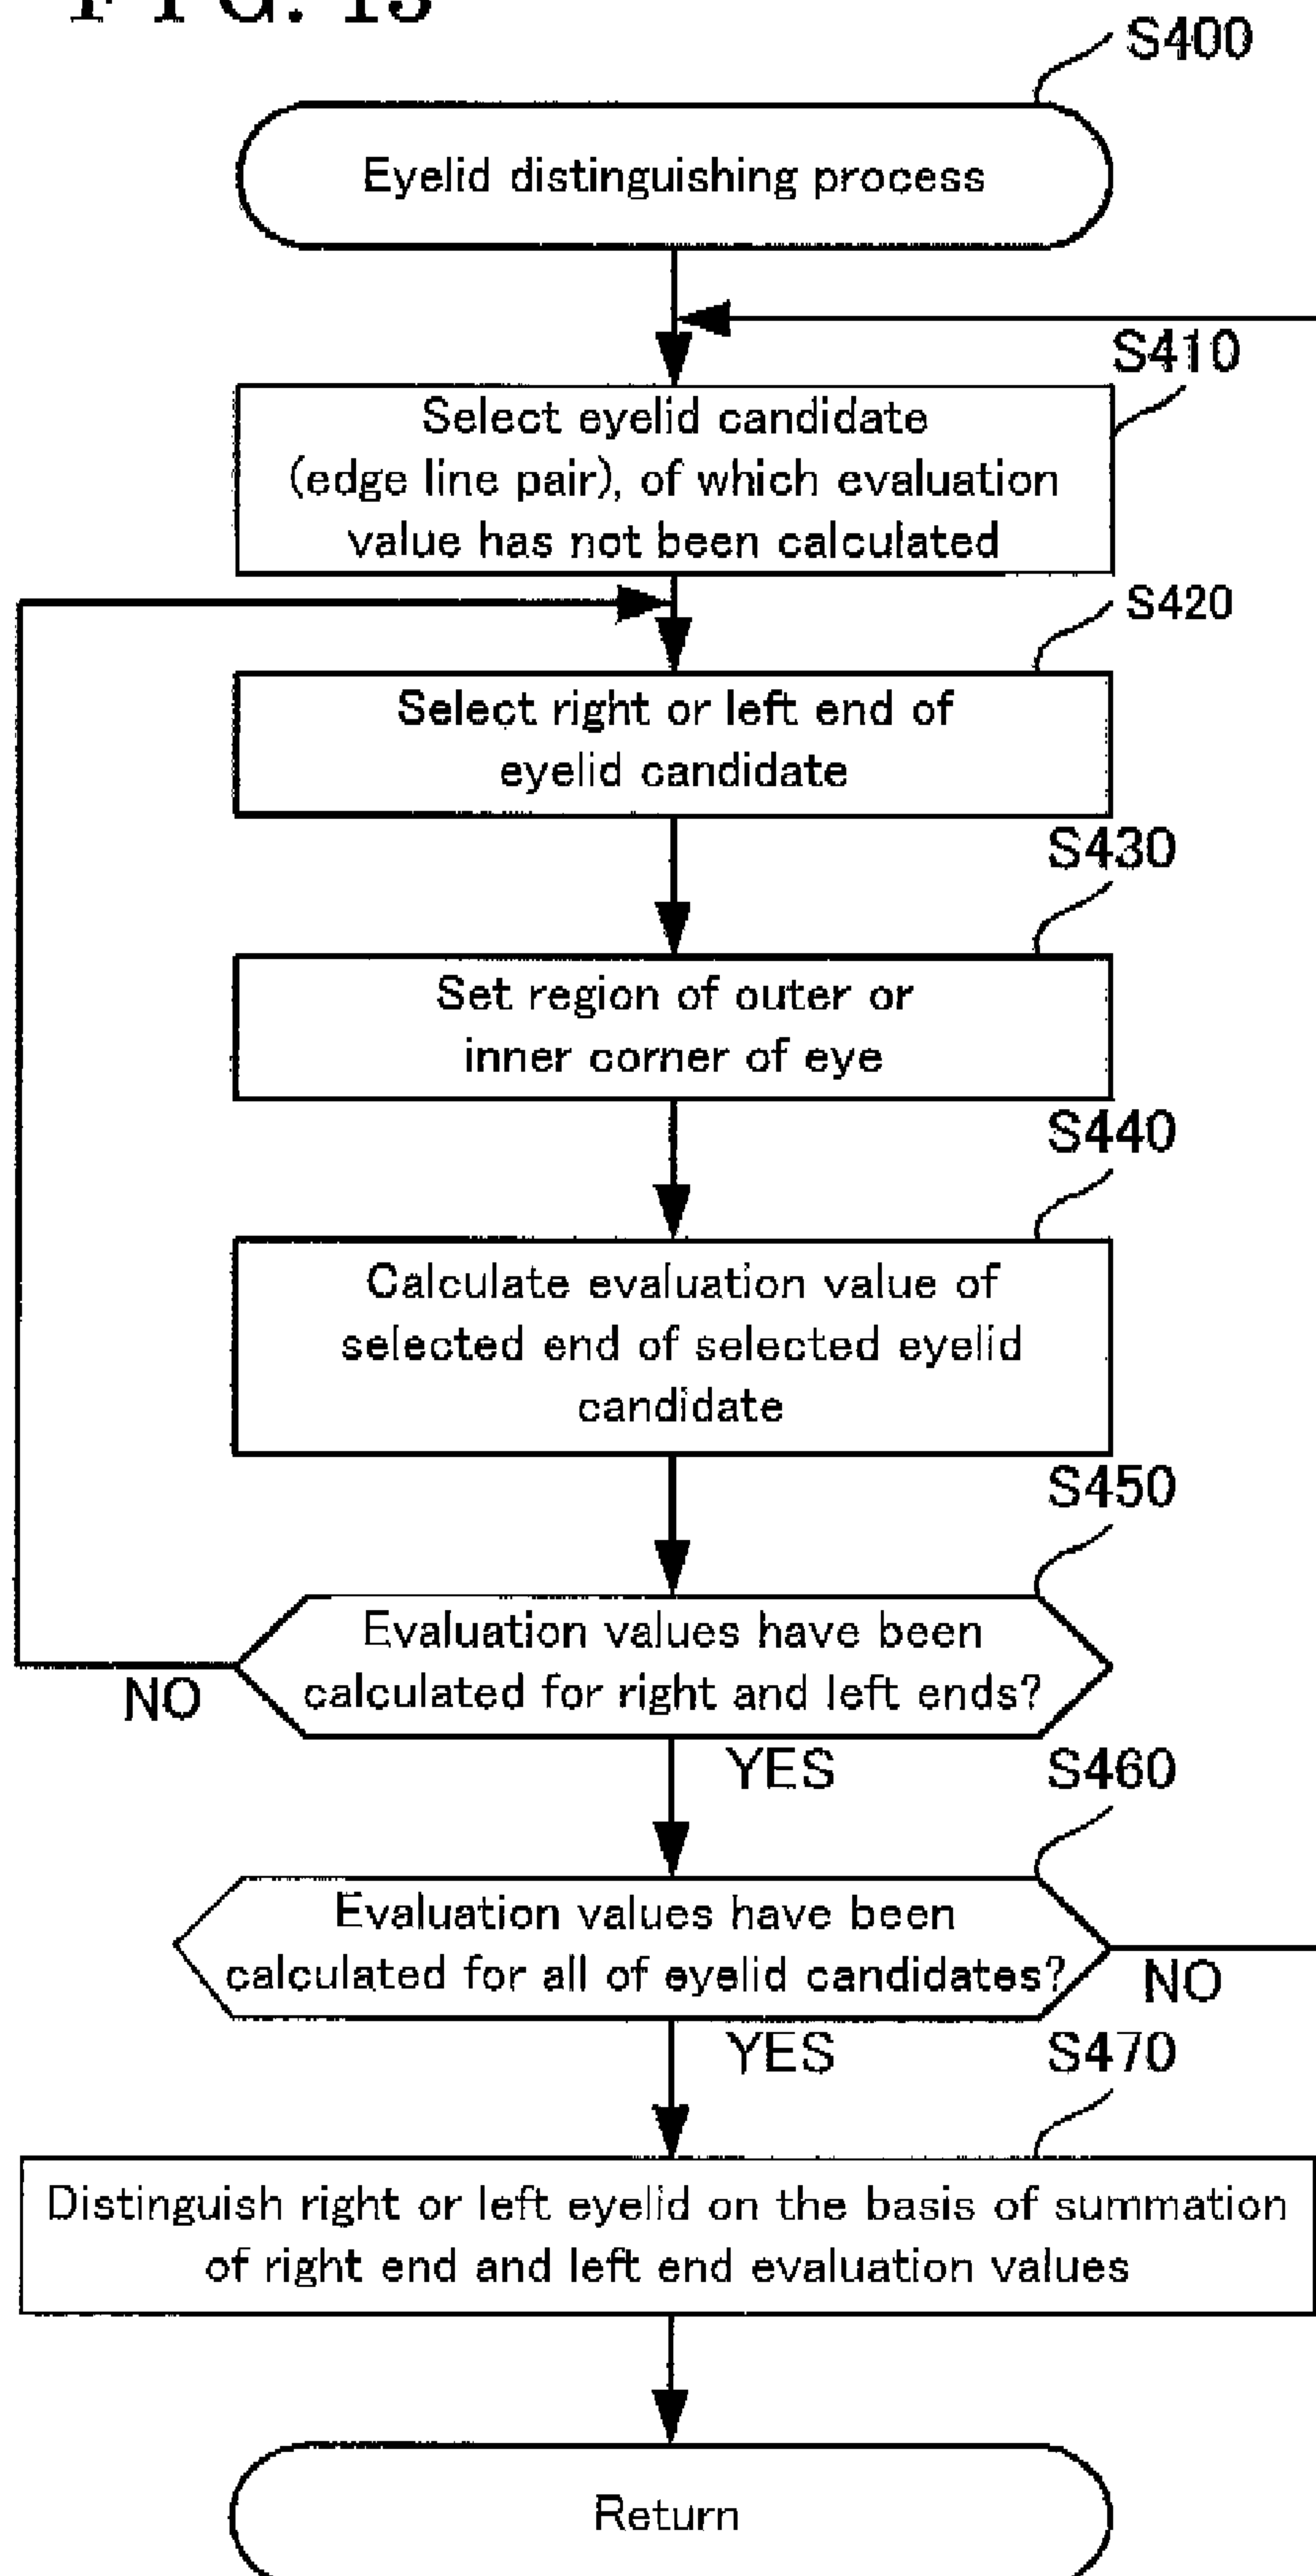 FIG. 13
S400
Eyelid distinguishing process
S410
Select eyelid candidate
(edge line pair), of which evaluation
value has not been calculated
S420
Select right or left end of
eyelid candidate
S430
Set region of outer or
inner corner of eye
S440
Calculate evaluation value of
selected end of selected eyelid
candidate
S450
Evaluation values have been
calculated for right and left ends?
NO
YES
S460
Evaluation values have been
calculated for all of eyelid candidates?
NO
YES
S470
Distinguish right or left eyelid on the basis of summation
of right end and left end evaluation values
Return